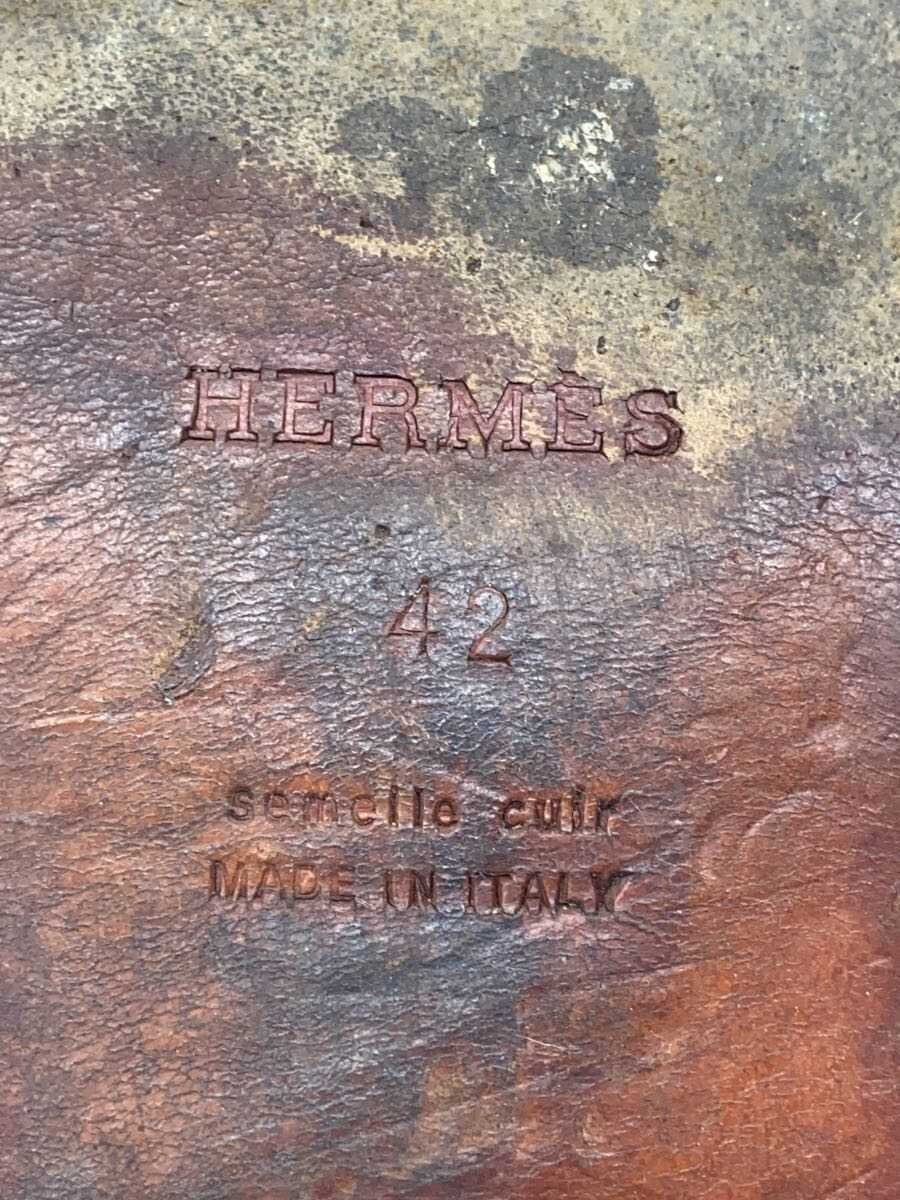 HERMÈS
42
semelle cuir
MADE IN ITALY